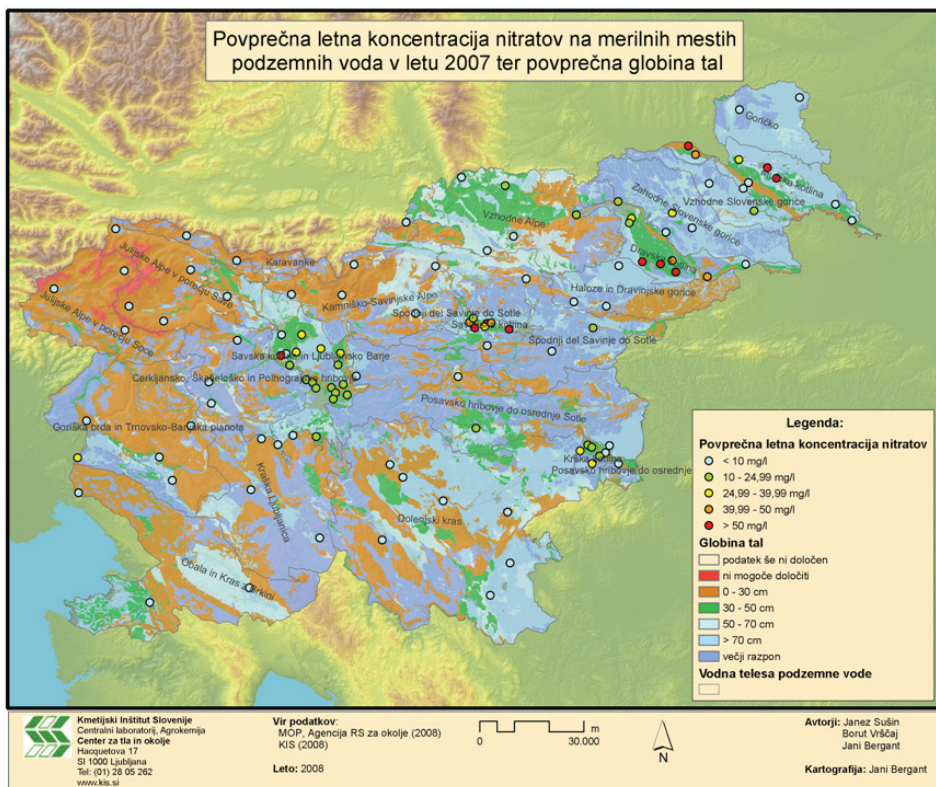 Povprečna letna koncentracija nitratov na merilnih mestih
podzemnih voda v letu 2007 ter povprečna globina tal
Goričko
kotlina
Vzhodne Slovenske gorice
Zahodne Slovenske gorice
Vzhodne Alpe
Dravska kotlina
Julijske Alpe v porečju Save
Karavanke
Haloze in Dravinjske gorice
Kamniško-Savinjske Alpe
Julijske Alpe v porečju Soče
Spodnji del Savinje do Sotle
Spodnji del Savinje do Sotle
Savska kotlina in Ljubljansko Barje
Cerkljansko, Škofjeloško in Polhograjsko hribovje
Posavsko hribovje do osrednje Sotle
Goriška brda in Trnovsko-Banjška planota
Krška kotlina
Posavsko hribovje do osrednje
Kraška Ljubljanica
Dolenjski kras
Obala in Kras z Brkini
Legenda:
Povprečna letna koncentracija nitratov
< 10 mg/l
10 - 24,99 mg/l
24,99 - 39,99 mg/l
39,99 - 50 mg/l
> 50 mg/l
Globina tal
podatek še ni določen
ni mogoče določiti
0 - 30 cm
30 - 50 cm
50 - 70 cm
> 70 cm
večji razpon
Vodna telesa podzemne vode
Kmetijski Inštitut Slovenije
Centralni laboratorij, Agrokemija
Center za tla in okolje
Hacquetova 17
SI 1000 Ljubljana
Tel: (01) 28 05 262
www.kis.si
Vir podatkov:
MOP, Agencija RS za okolje (2008)
KIS (2008)
Leto: 2008
m
0 30.000
N
Avtorji: Janez Sušin
Borut Vrščaj
Jani Bergant
Kartografija: Jani Bergant